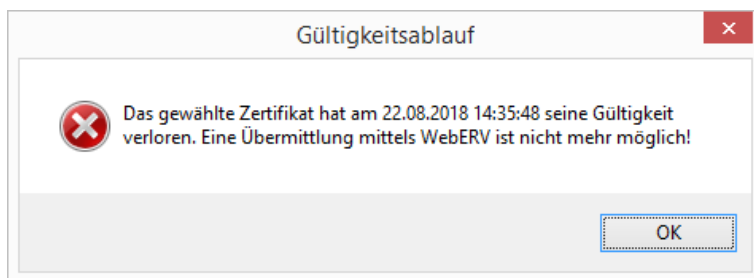 Gültigkeitsablauf
Das gewählte Zertifikat hat am 22.08.2018 14:35:48 seine Gültigkeit
verloren. Eine Übermittlung mittels WebERV ist nicht mehr möglich!
OK